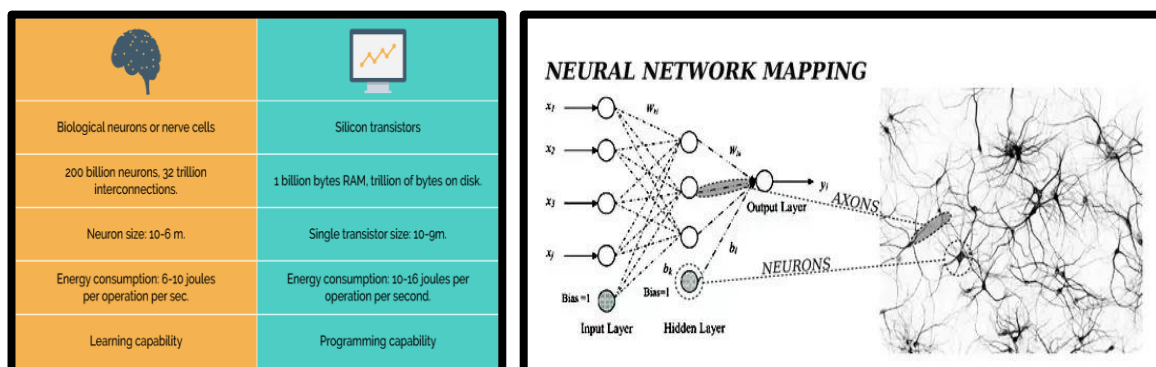 Biological neurons or nerve cells
Silicon transistors
200 billion neurons, 32 trillion
interconnections.
1 billion bytes RAM, trillion of bytes on disk.
Neuron size: 10-6 m.
Single transistor size: 10-9m.
Energy consumption: 6-10 joules
per operation per sec.
Energy consumption: 10-16 joules per
operation per second.
Learning capability
Programming capability
NEURAL NETWORK MAPPING
x1
x2
x3
xj
Bias =1
Input Layer
bk
Bias=1
Hidden Layer
bl
yl
Output Layer
AXONS
NEURONS